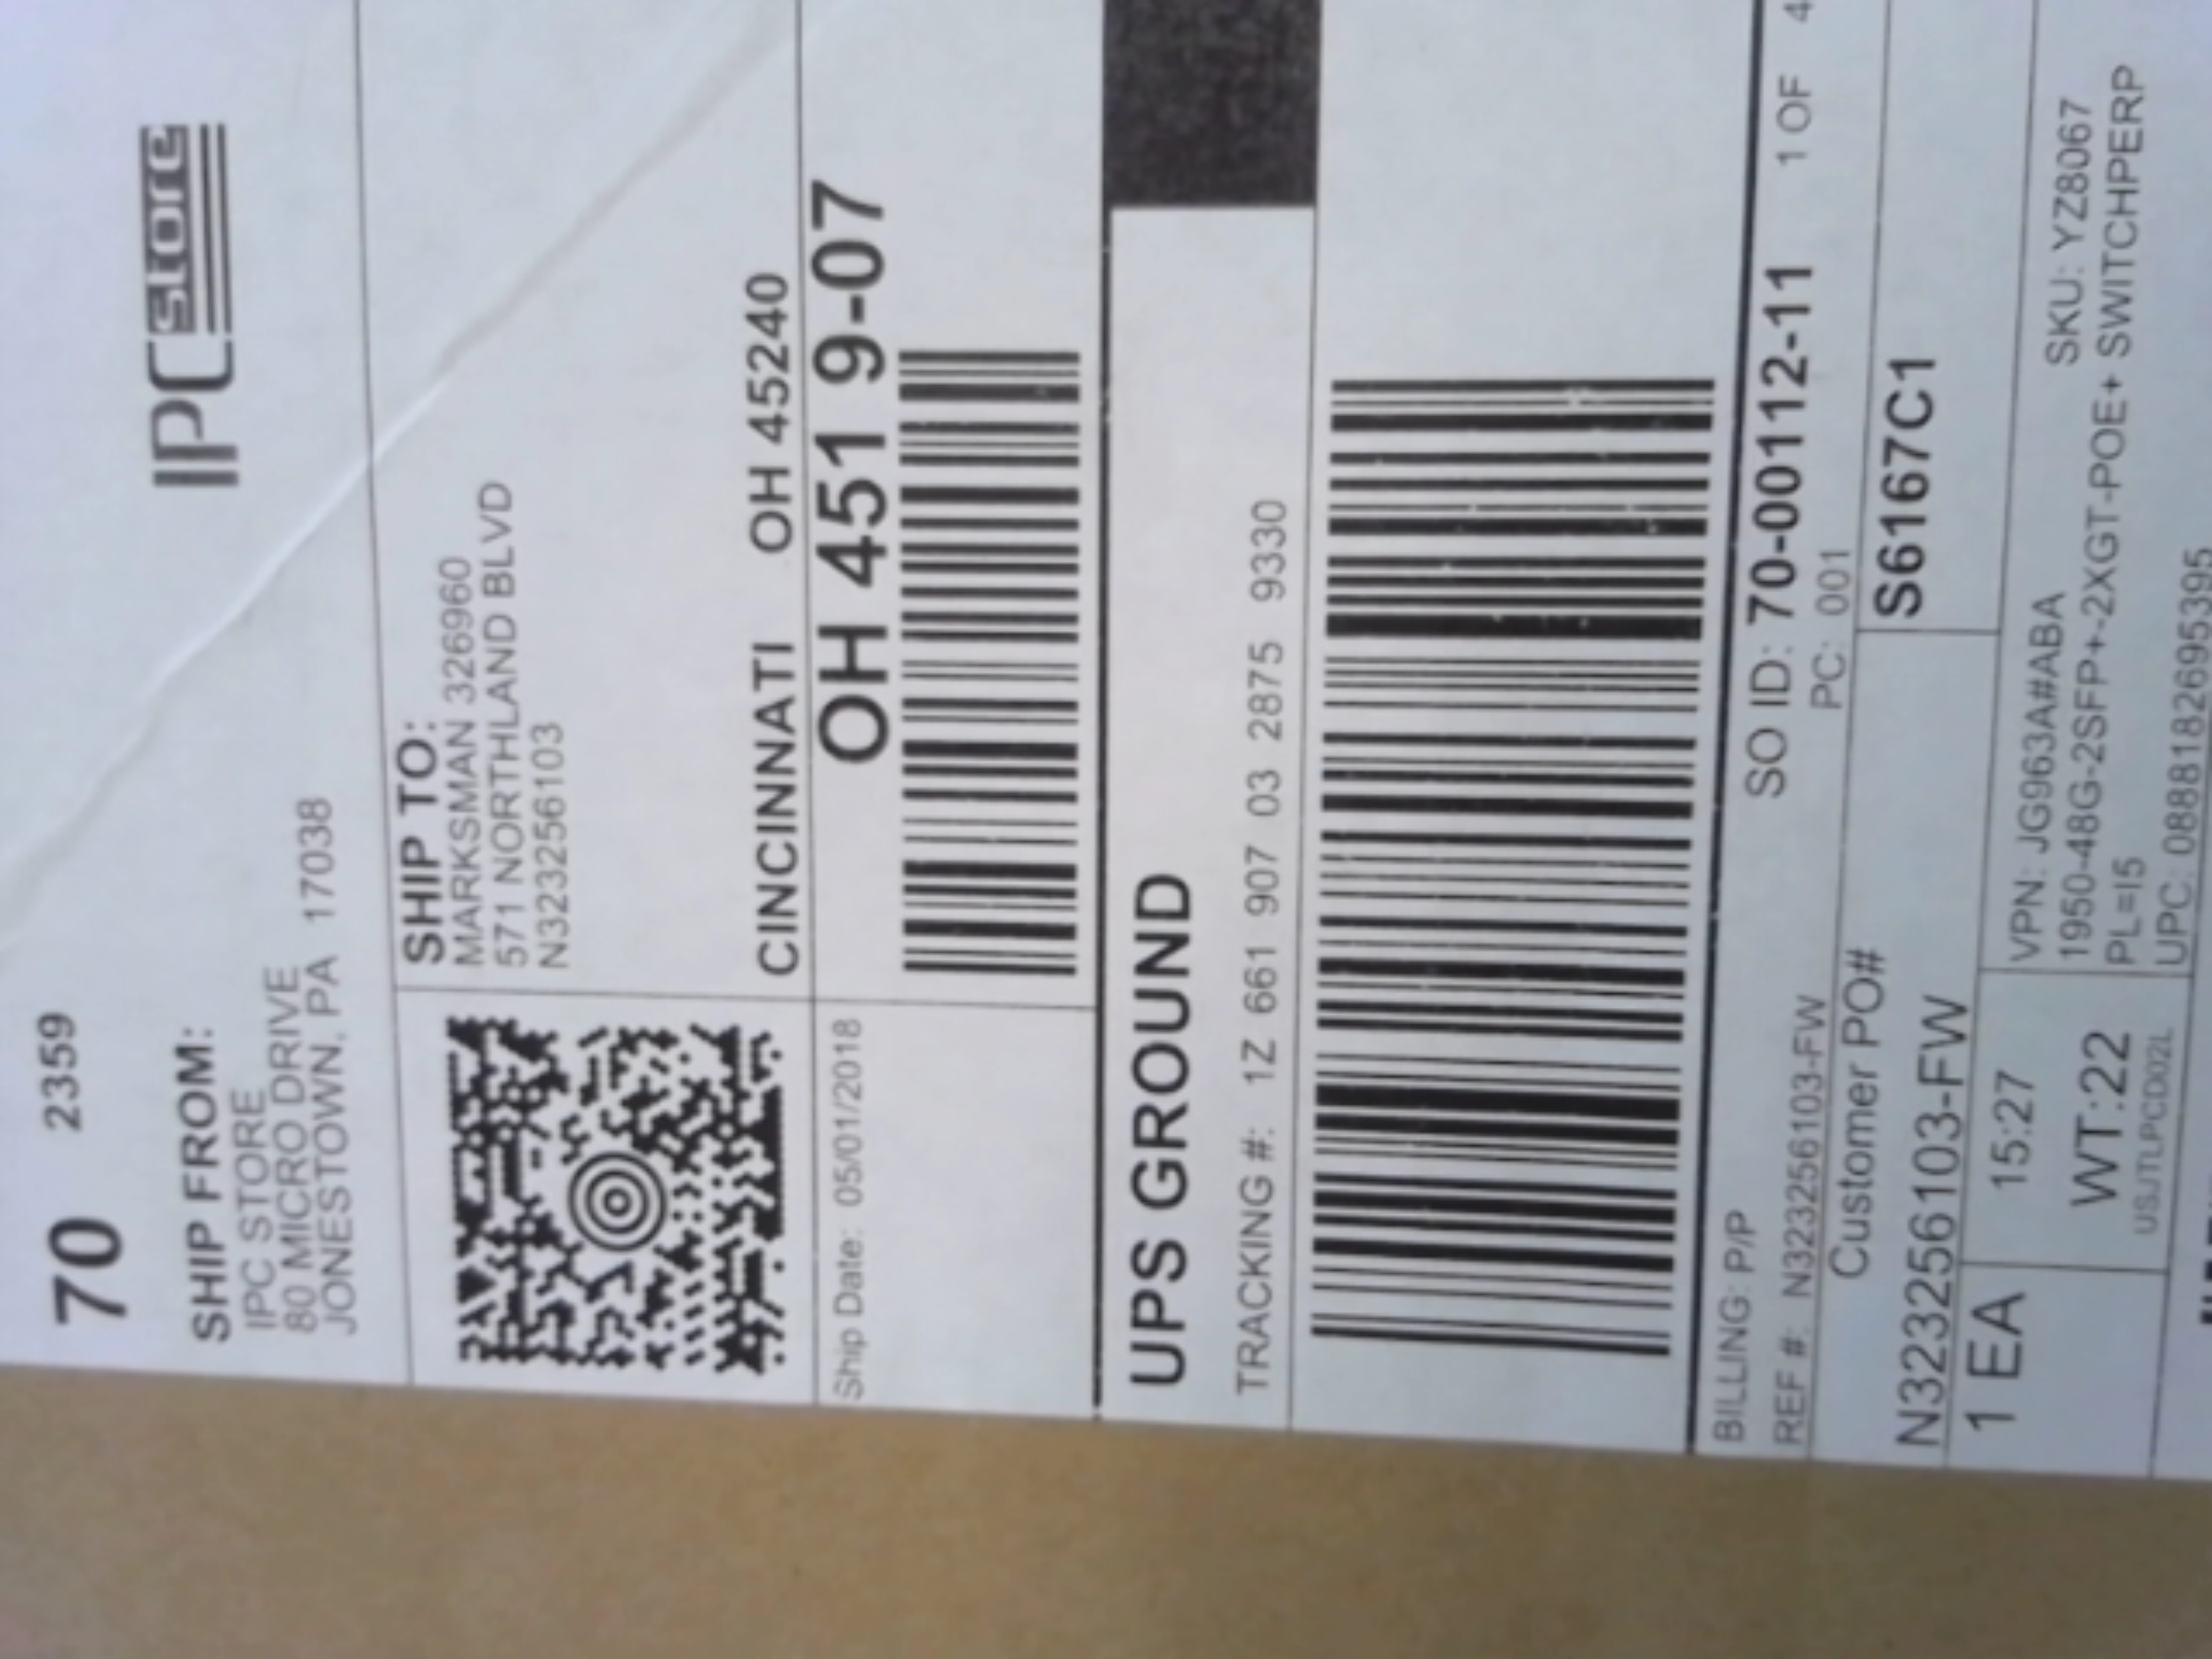 70 2359
IPC store
SHIP FROM:
IPC STORE
80 MICRO DRIVE
JONESTOWN, PA 17038
SHIP TO:
MARKSMAN 326960
571 NORTHLAND BLVD
N323256103
CINCINNATI OH 45240
OH 451 9-07
Ship Date: 05/01/2018
UPS GROUND
TRACKING #: 1Z 661 907 03 2875 9330
BILLING: P/P
SO ID: 70-00112-11
REF #: N323256103-FW
PC: 001
1 OF 4
Customer PO#
N323256103-FW
S6167C1
1 EA
15:27
WT:22
USJTLPCD02L
VPN: JG963A#ABA SKU: YZ8067
1950-48G-2SFP+-2XGT-POE+ SWITCHPERP
PL=I5
UPC: 0888182695395